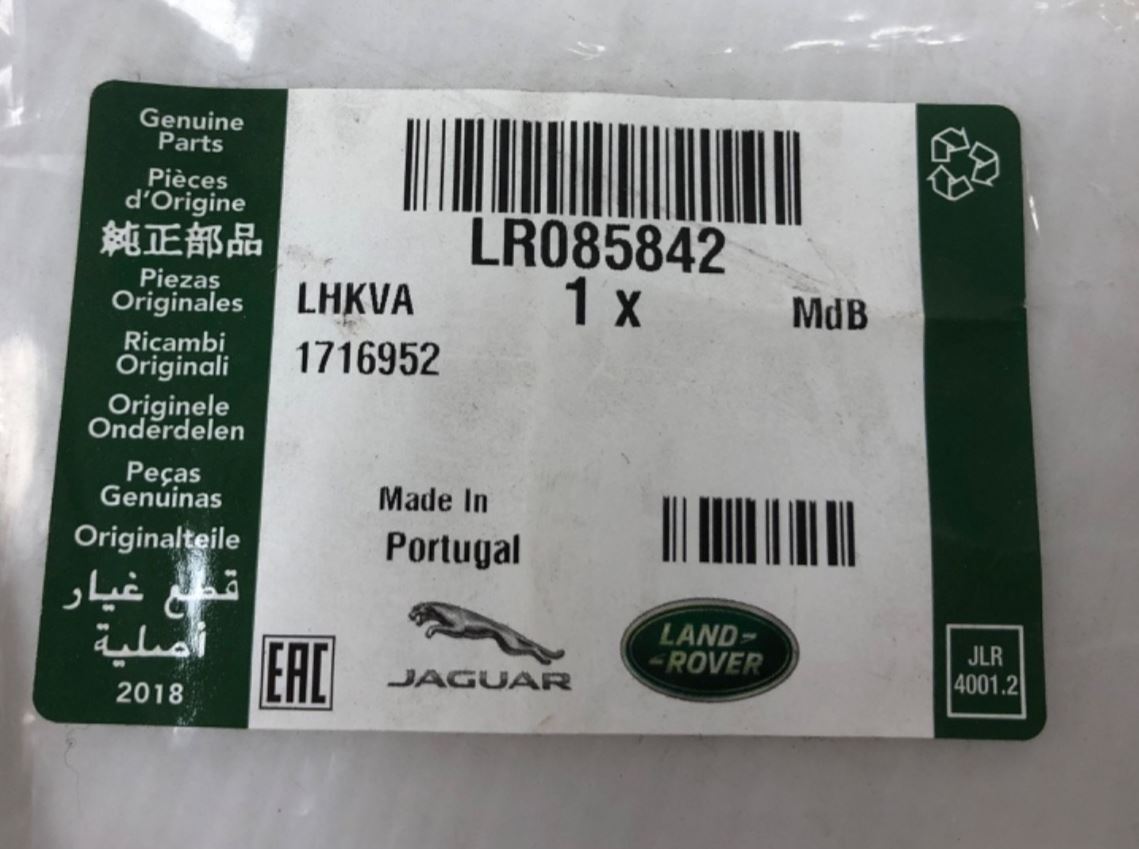 Genuine
Parts
Pièces
d'Origine
純正部品
Piezas
Originales
Ricambi
Originali
Originele
Onderdelen
Peças
Genuinas
Originalteile
قطع غيار
أصلية
2018
LR085842
LHKVA
1 x
MdB
1716952
Made In
Portugal
EAC
JAGUAR
LAND-
-ROVER
JLR
4001.2